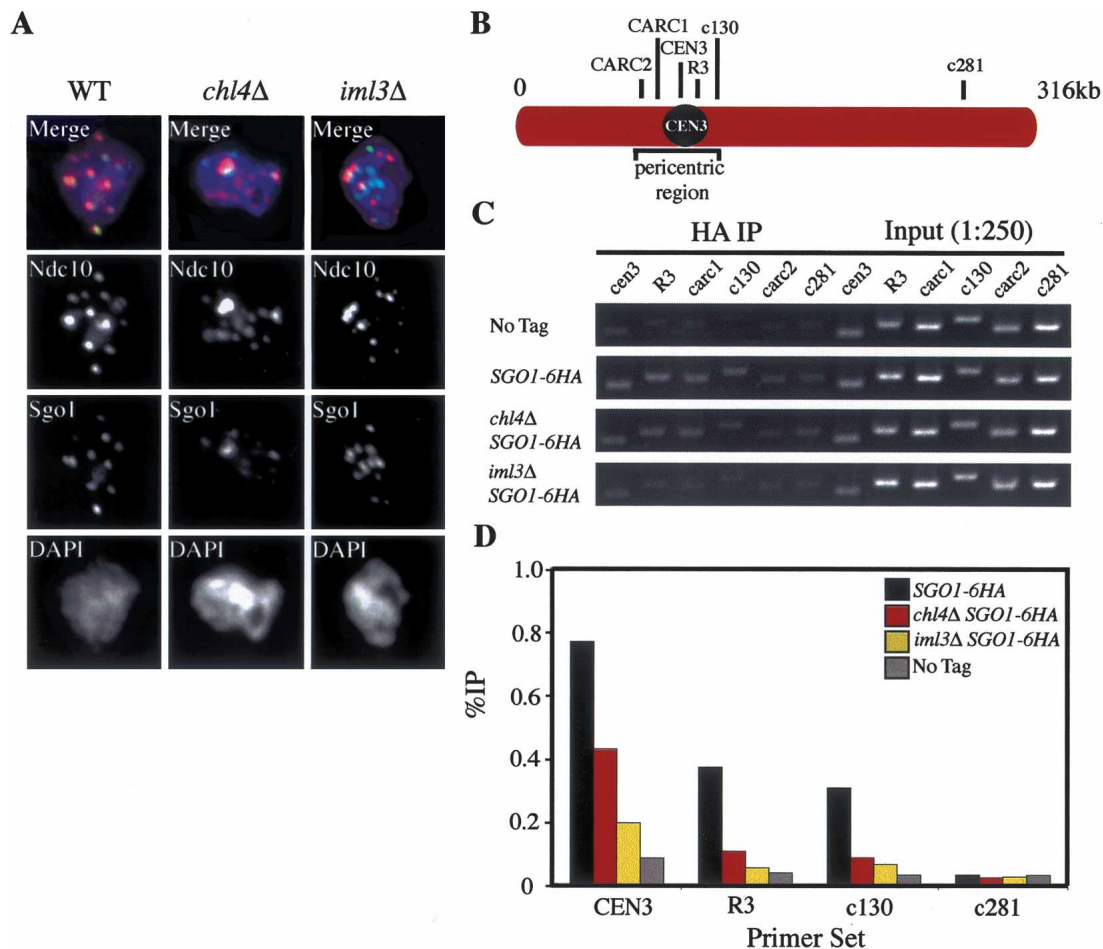 A
WT
chl4Δ
iml3Δ
Merge
Merge
Merge
Ndc10
Ndc10
Ndc10
Sgo1
Sgo1
Sgo1
DAPI
DAPI
DAPI
B
CARC1
c130
CEN3
CARC2
R3
c281
0
316kb
CEN3
pericentric
region
C
HA IP
Input (1:250)
cen3 R3 carc1 c130 carc2 c281 cen3 R3 carc1 c130 carc2 c281
No Tag
SGO1-6HA
chl4Δ
SGO1-6HA
iml3Δ
SGO1-6HA
D
1.0
0.8
0.6
0.4
0.2
0
%IP
SGO1-6HA
chl4Δ SGO1-6HA
iml3Δ SGO1-6HA
No Tag
CEN3 R3 c130 c281
Primer Set